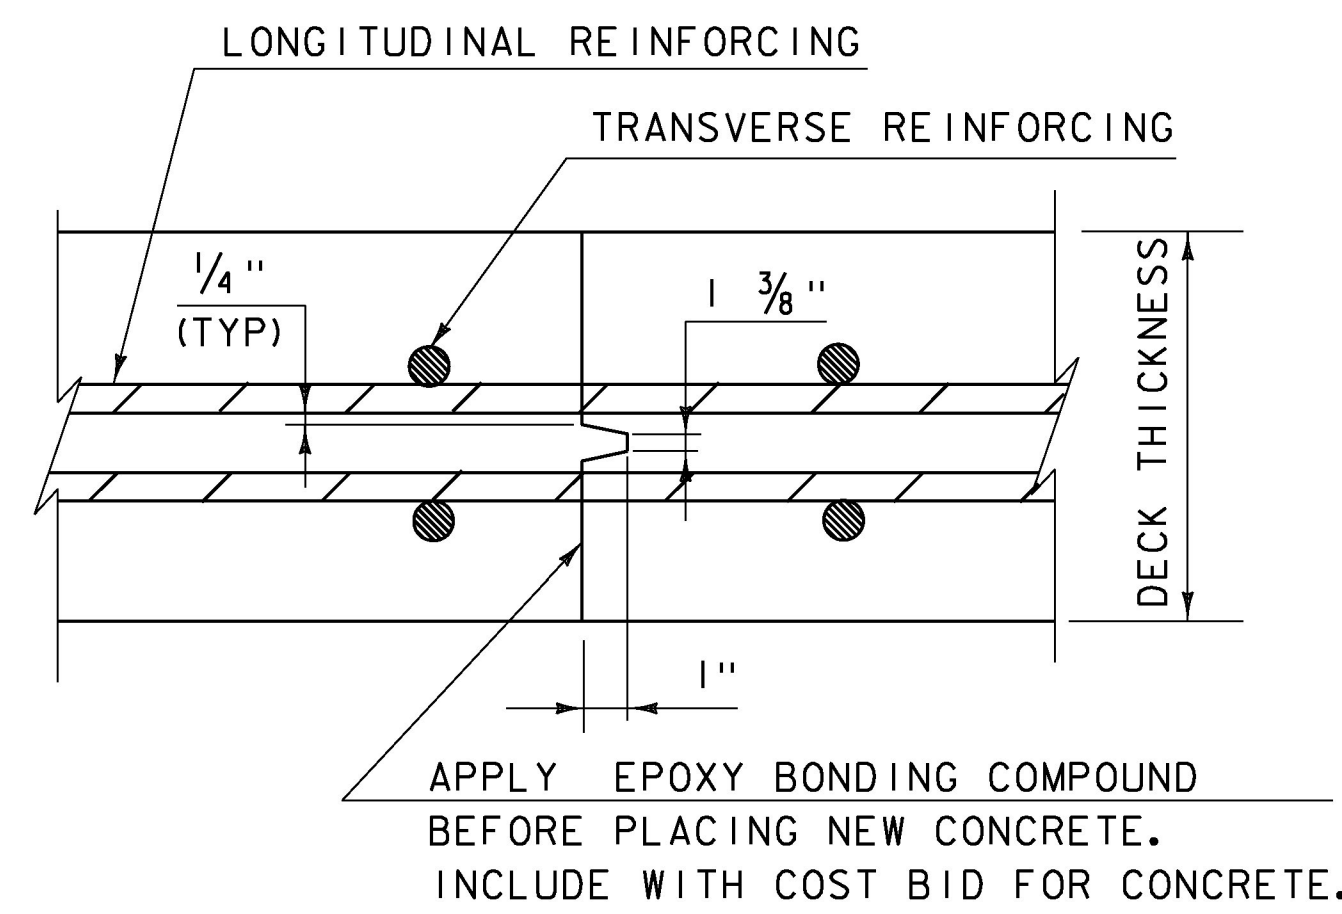 LONGITUDINAL REINFORCING
TRANSVERSE REINFORCING
1/4"
(TYP)
1 3/8"
DECK THICKNESS
1"
APPLY EPOXY BONDING COMPOUND
BEFORE PLACING NEW CONCRETE.
INCLUDE WITH COST BID FOR CONCRETE.